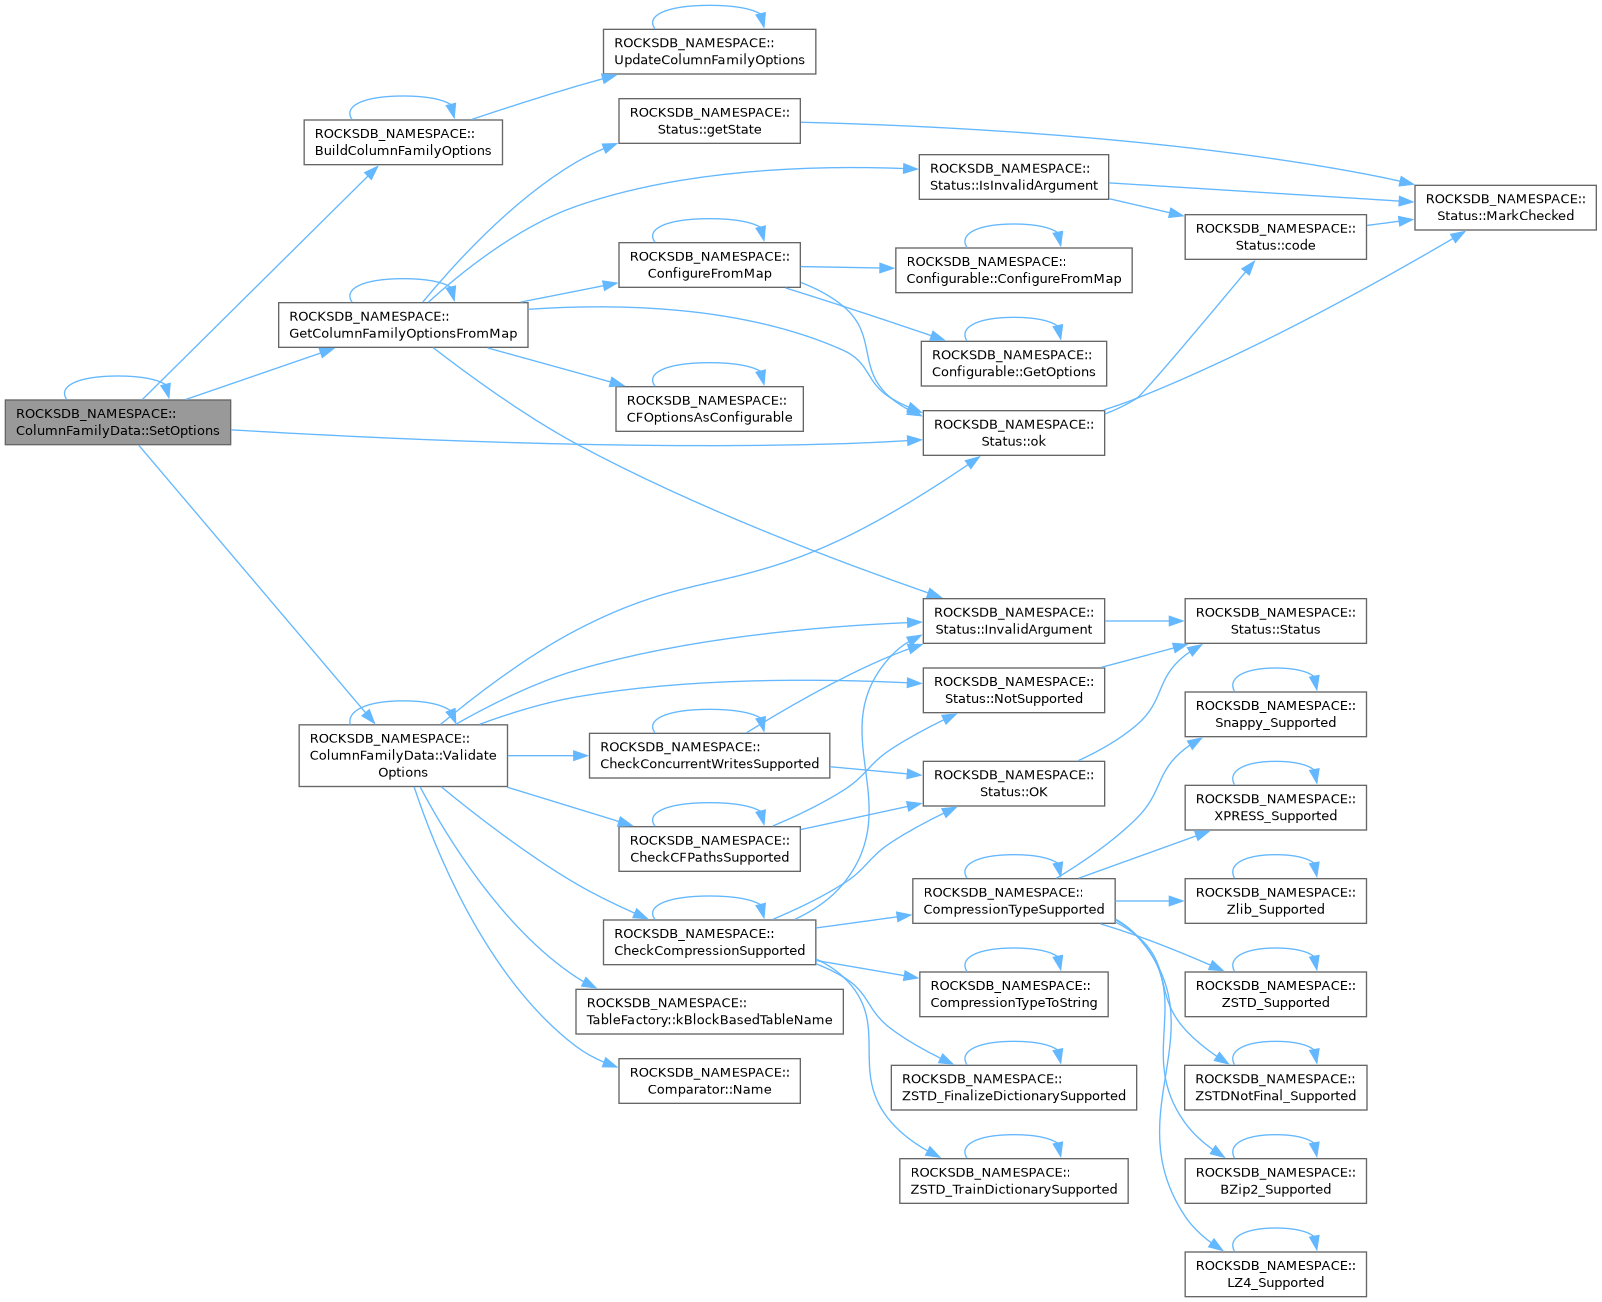 ROCKSDB_NAMESPACE::
UpdateColumnFamilyOptions
ROCKSDB_NAMESPACE::
BuildColumnFamilyOptions
ROCKSDB_NAMESPACE::
Status::getState
ROCKSDB_NAMESPACE::
Status::IsInvalidArgument
ROCKSDB_NAMESPACE::
Status::MarkChecked
ROCKSDB_NAMESPACE::
Status::code
ROCKSDB_NAMESPACE::
ConfigureFromMap
ROCKSDB_NAMESPACE::
Configurable::ConfigureFromMap
ROCKSDB_NAMESPACE::
GetColumnFamilyOptionsFromMap
ROCKSDB_NAMESPACE::
Configurable::GetOptions
ROCKSDB_NAMESPACE::
CFOptionsAsConfigurable
ROCKSDB_NAMESPACE::
ColumnFamilyData::SetOptions
ROCKSDB_NAMESPACE::
Status::ok
ROCKSDB_NAMESPACE::
Status::InvalidArgument
ROCKSDB_NAMESPACE::
Status::Status
ROCKSDB_NAMESPACE::
Status::NotSupported
ROCKSDB_NAMESPACE::
Snappy_Supported
ROCKSDB_NAMESPACE::
ColumnFamilyData::Validate
Options
ROCKSDB_NAMESPACE::
CheckConcurrentWritesSupported
ROCKSDB_NAMESPACE::
Status::OK
ROCKSDB_NAMESPACE::
XPRESS_Supported
ROCKSDB_NAMESPACE::
CheckCFPathsSupported
ROCKSDB_NAMESPACE::
CompressionTypeSupported
ROCKSDB_NAMESPACE::
Zlib_Supported
ROCKSDB_NAMESPACE::
CheckCompressionSupported
ROCKSDB_NAMESPACE::
CompressionTypeToString
ROCKSDB_NAMESPACE::
ZSTD_Supported
ROCKSDB_NAMESPACE::
TableFactory::kBlockBasedTableName
ROCKSDB_NAMESPACE::
Comparator::Name
ROCKSDB_NAMESPACE::
ZSTD_FinalizeDictionarySupported
ROCKSDB_NAMESPACE::
ZSTDNotFinal_Supported
ROCKSDB_NAMESPACE::
ZSTD_TrainDictionarySupported
ROCKSDB_NAMESPACE::
BZip2_Supported
ROCKSDB_NAMESPACE::
LZ4_Supported